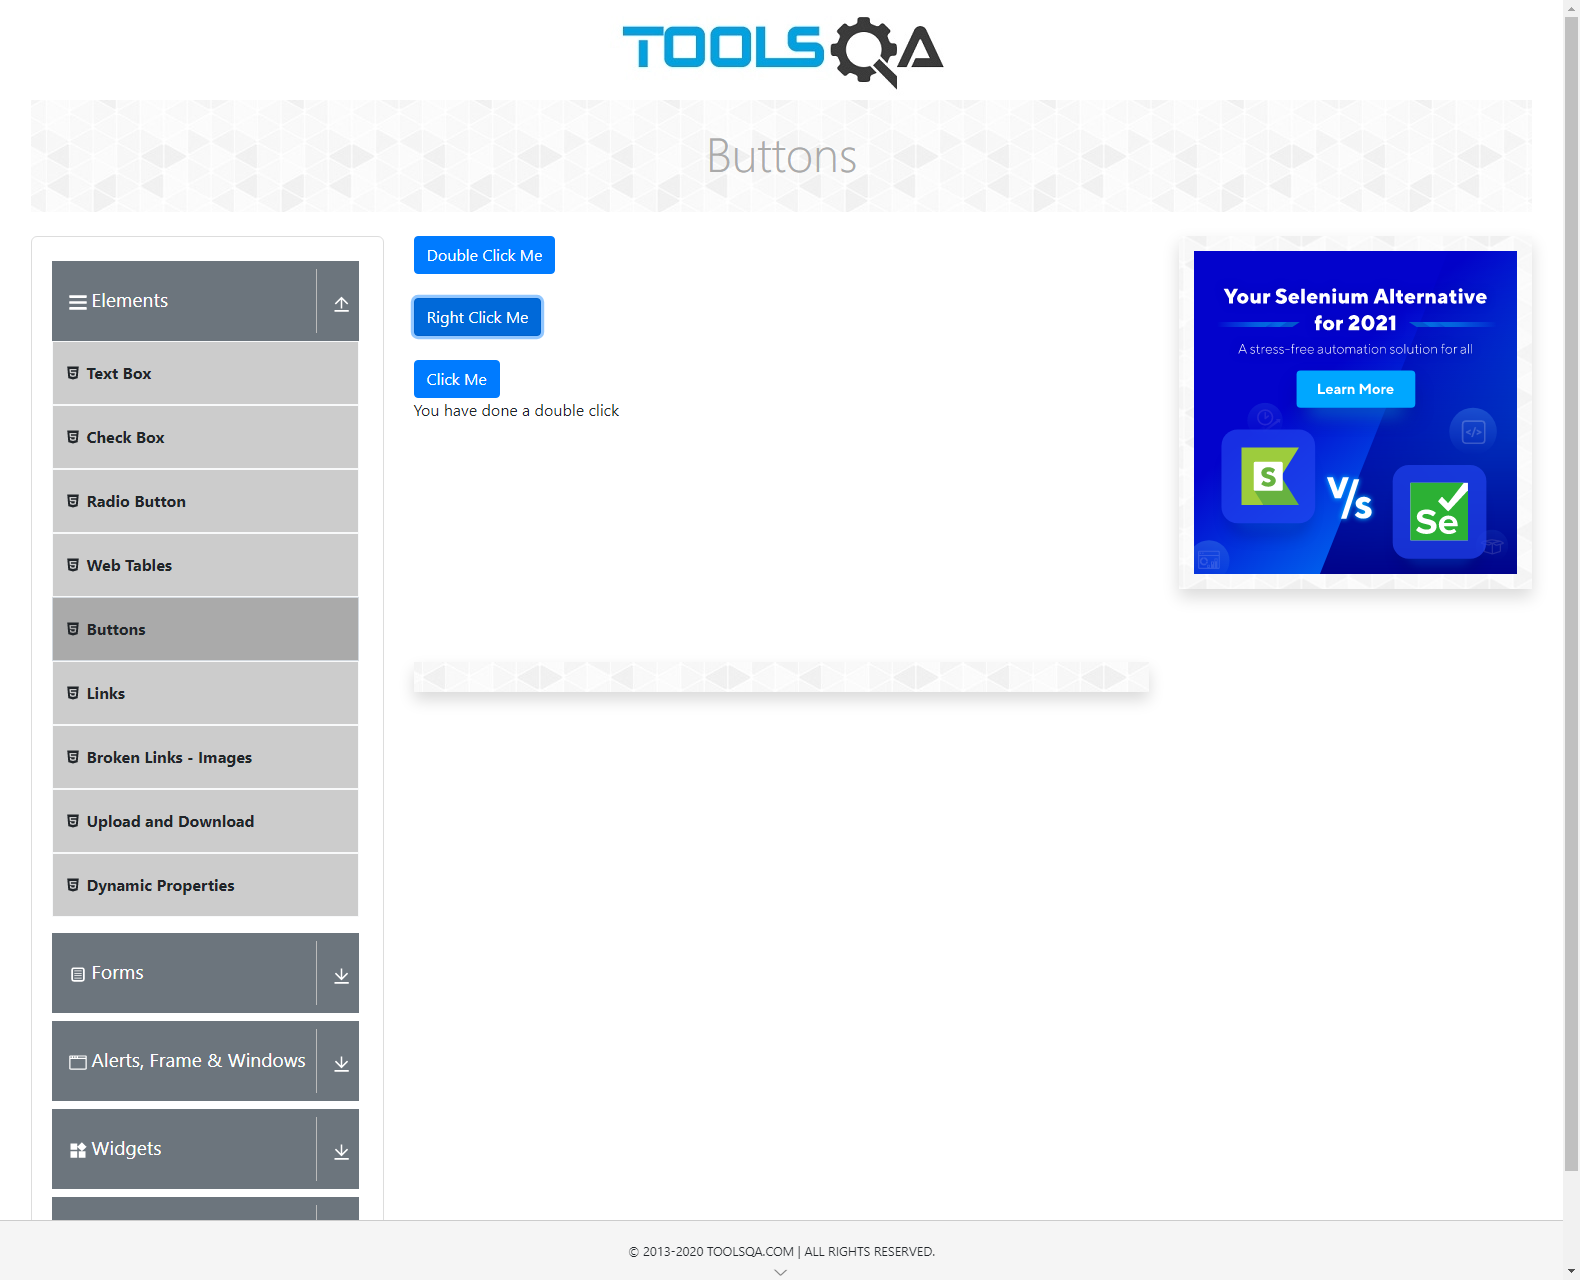 TOOLSQA
Buttons
Elements
Text Box
Check Box
Radio Button
Web Tables
Buttons
Links
Broken Links - Images
Upload and Download
Dynamic Properties
Forms
Alerts, Frame & Windows
Widgets
Double Click Me
Right Click Me
Click Me
You have done a double click
Your Selenium Alternative
for 2021
A stress-free automation solution for all
Learn More
S
V/s
Se
© 2013-2020 TOOLSQA.COM | ALL RIGHTS RESERVED.